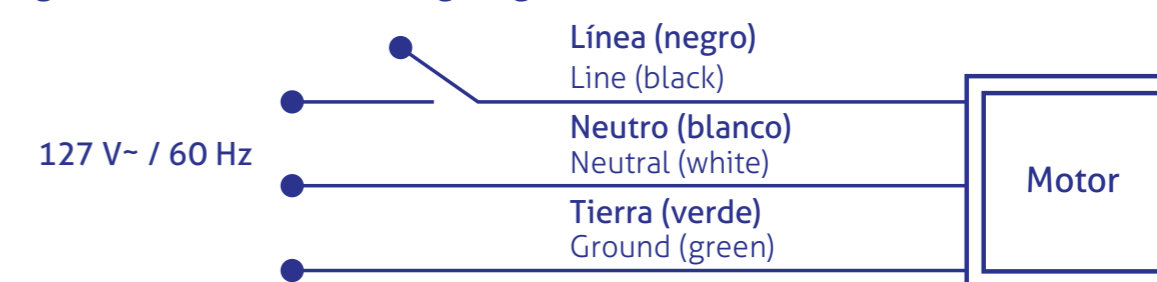 Línea (negro)
Line (black)
127 V~ / 60 Hz
Neutro (blanco)
Neutral (white)
Motor
Tierra (verde)
Ground (green)